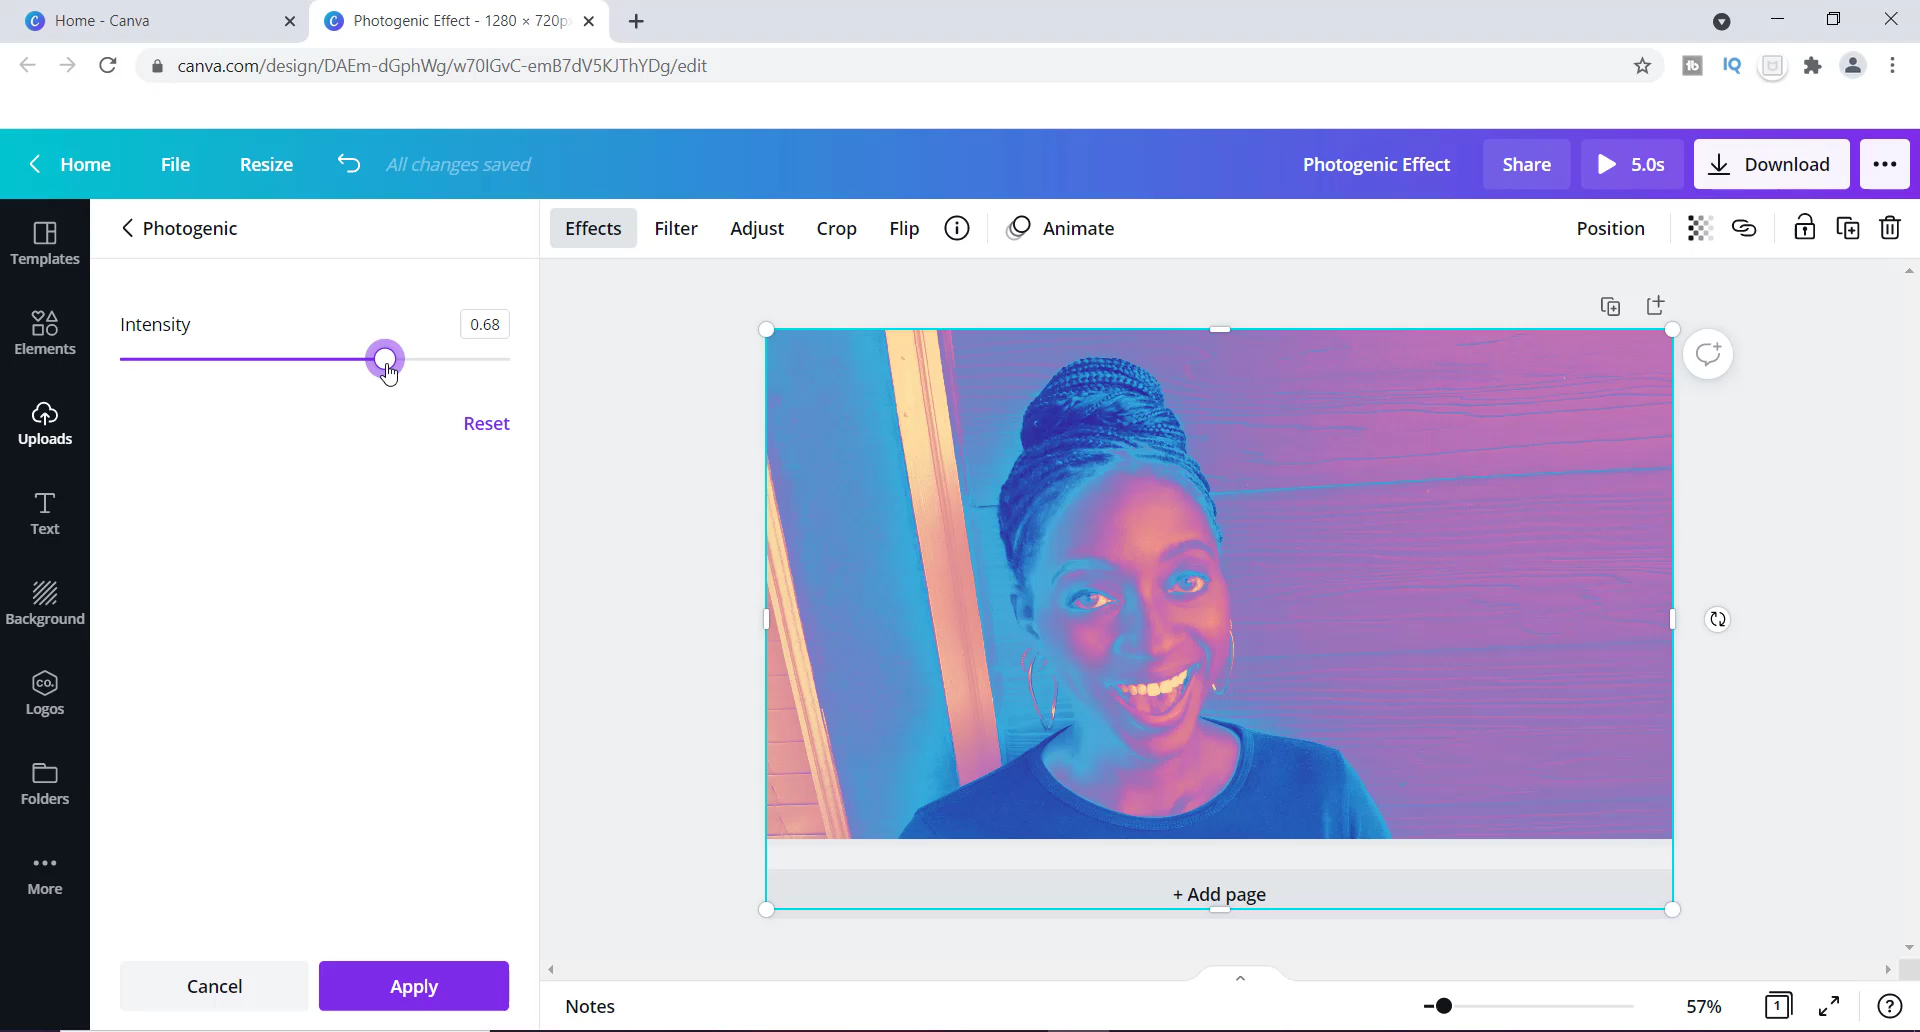 Home - Canva
Photogenic Effect - 1280 × 720p
canva.com/design/DAEm-dGphWg/w70IGvC-emB7dV5KJThYDg/edit
Home File Resize All changes saved Photogenic Effect Share 5.0s Download
Photogenic
Effects Filter Adjust Crop Flip Animate Position
Templates
Elements
Uploads
Text
Background
CO.
Logos
Folders
More
Intensity 0.68
Reset
Cancel Apply
+ Add page
Notes 57% 1